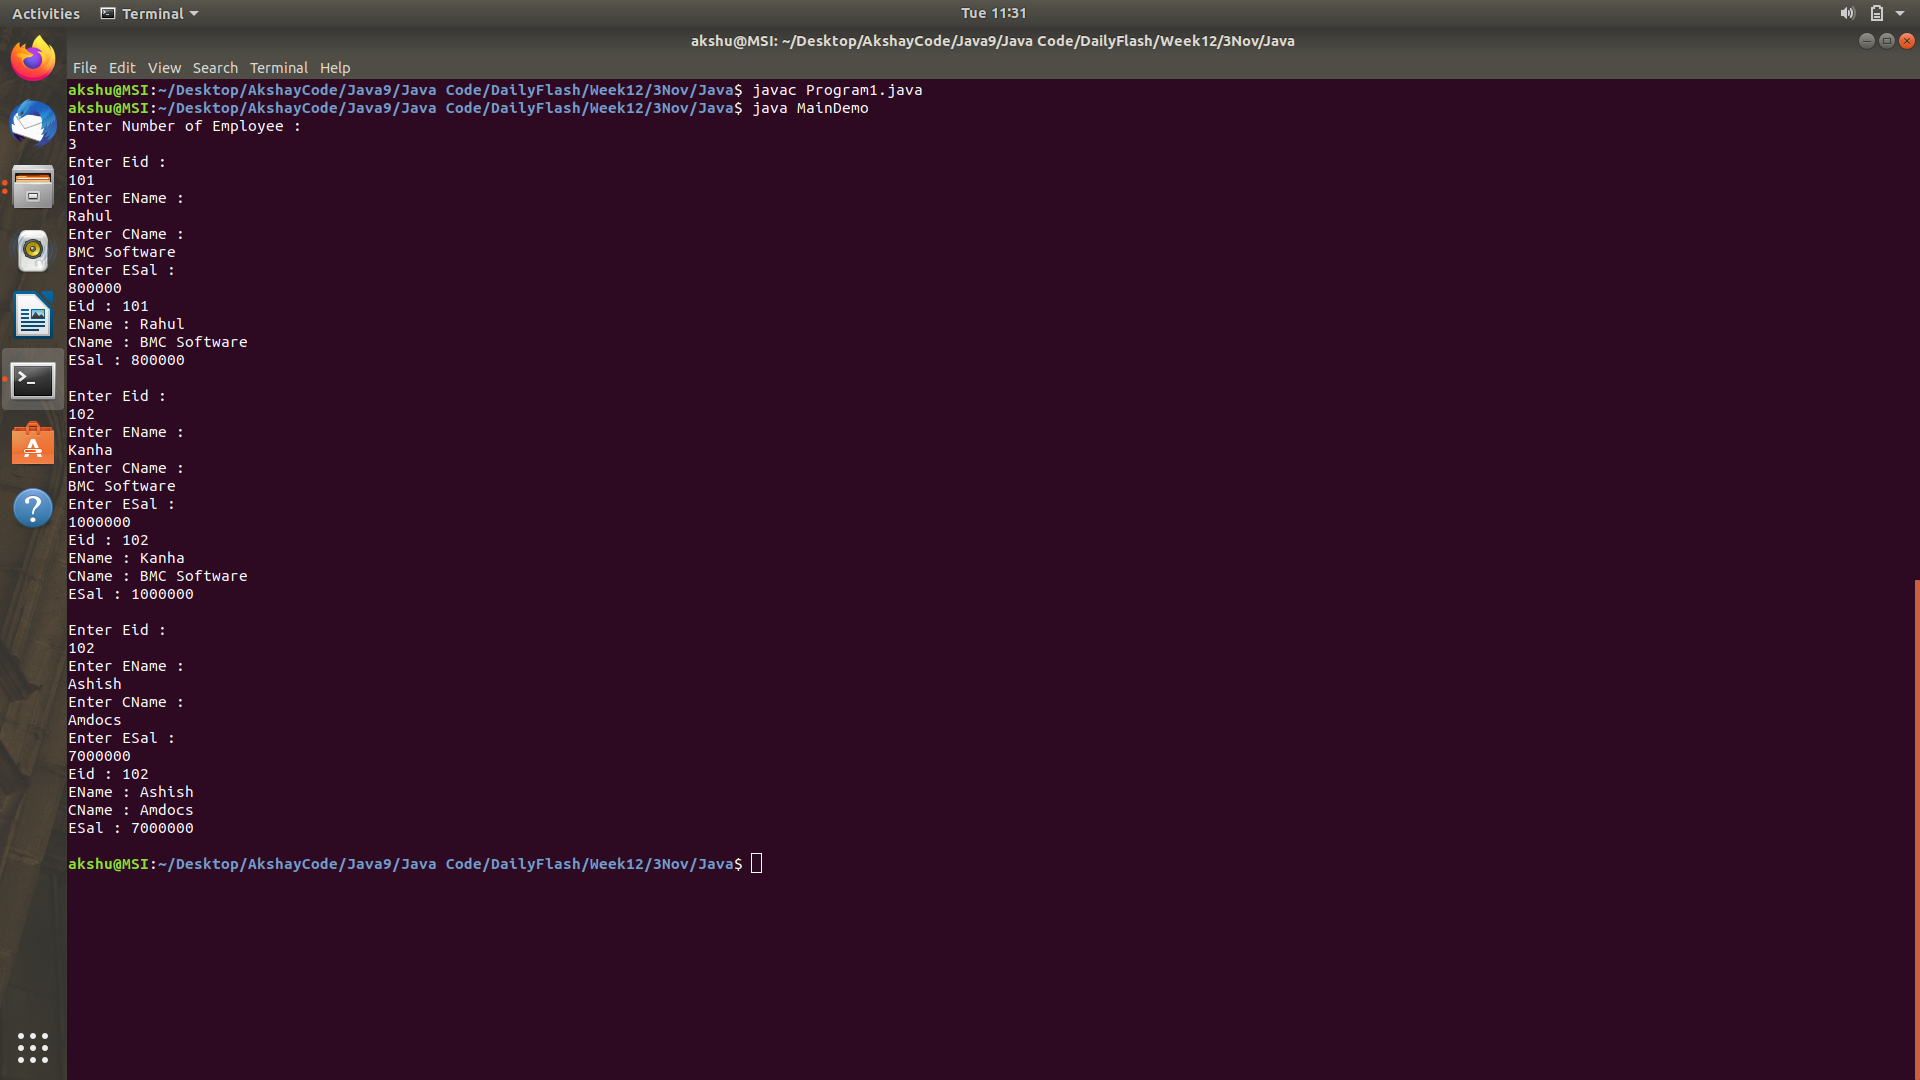 Activities Terminal Tue 11:31
akshu@MSI: ~/Desktop/AkshayCode/Java9/Java Code/DailyFlash/Week12/3Nov/Java
File Edit View Search Terminal Help
akshu@MSI:~/Desktop/AkshayCode/Java9/Java Code/DailyFlash/Week12/3Nov/Java$ javac Program1.java
akshu@MSI:~/Desktop/AkshayCode/Java9/Java Code/DailyFlash/Week12/3Nov/Java$ java MainDemo
Enter Number of Employee :
3
Enter Eid :
101
Enter EName :
Rahul
Enter CName :
BMC Software
Enter ESal :
800000
Eid : 101
EName : Rahul
CName : BMC Software
ESal : 800000
Enter Eid :
102
Enter EName :
Kanha
Enter CName :
BMC Software
Enter ESal :
1000000
Eid : 102
EName : Kanha
CName : BMC Software
ESal : 1000000
Enter Eid :
102
Enter EName :
Ashish
Enter CName :
Amdocs
Enter ESal :
7000000
Eid : 102
EName : Ashish
CName : Amdocs
ESal : 7000000
akshu@MSI:~/Desktop/AkshayCode/Java9/Java Code/DailyFlash/Week12/3Nov/Java$